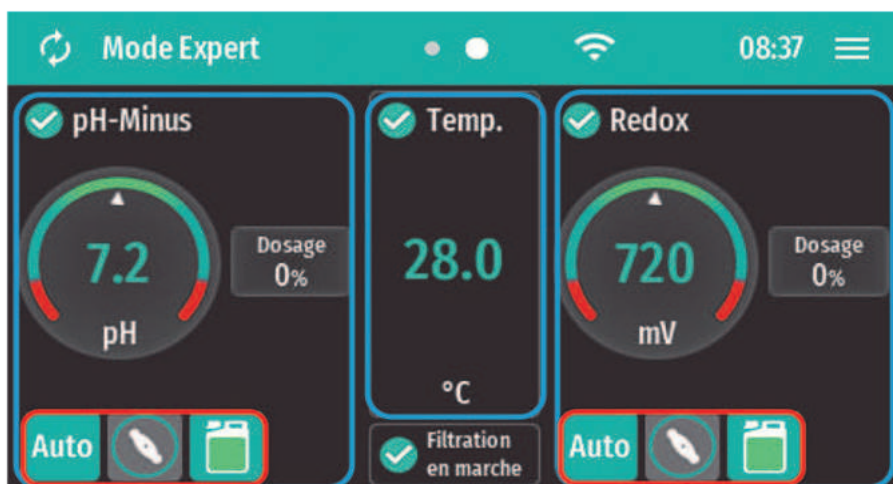 Mode Expert
08:37
pH-Minus
7.2
pH
Dosage
0%
Auto
Temp.
28.0
°C
Filtration
en marche
Redox
720
mV
Dosage
0%
Auto